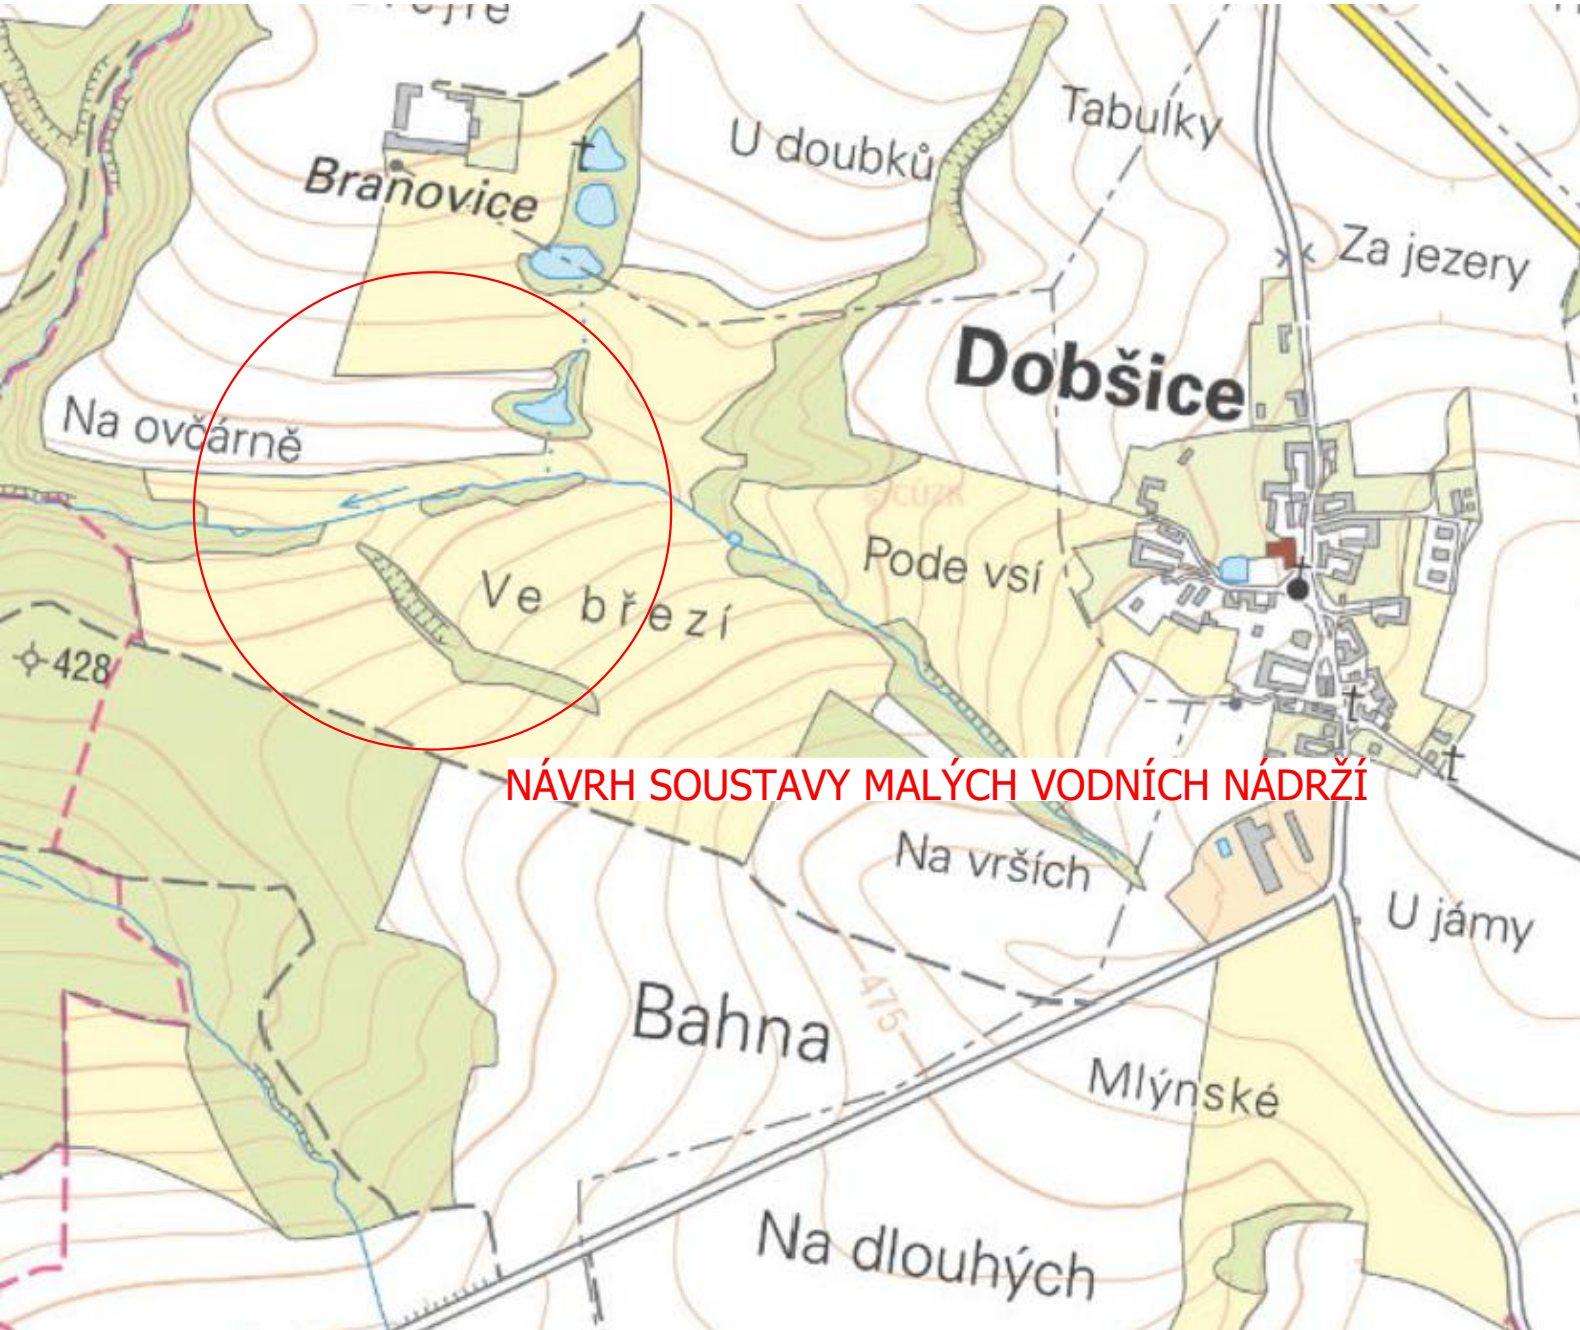 Tabulky
U doubků
Branovice
Za jezery
Dobšice
Na ovčárně
©ČÚZK
Pode vsí
Ve březí
428
NÁVRH SOUSTAVY MALÝCH VODNÍCH NÁDRŽÍ
Na vrších
U jámy
475
Bahna
Mlýnské
Na dlouhých